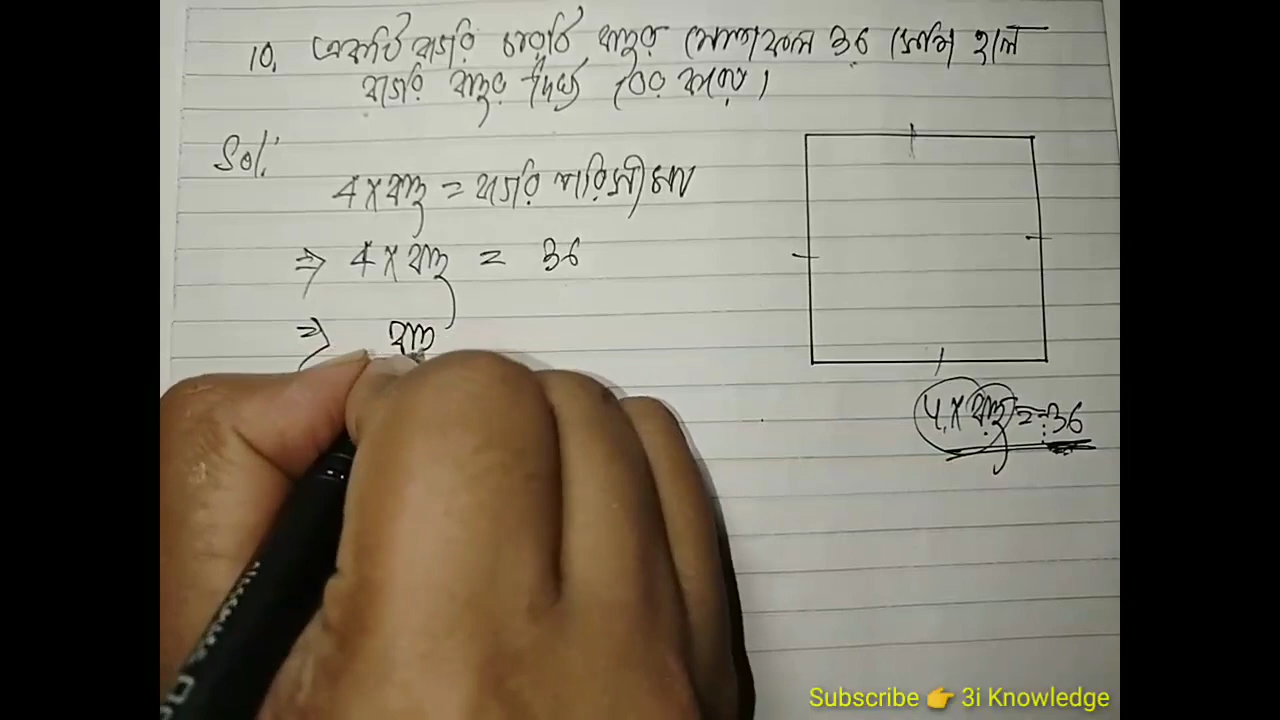 10. একটি বর্গের চারটি বাহুর যোগফল 36 সেমি হলে
বর্গের বাহুর দৈর্ঘ্য বের করো।
Sol:
4 × বাহু = বর্গের পরিসীমা
⇒ 4 × বাহু = 36
⇒ বাহু
4 × বাহু = 36
Subscribe 👉 3i Knowledge